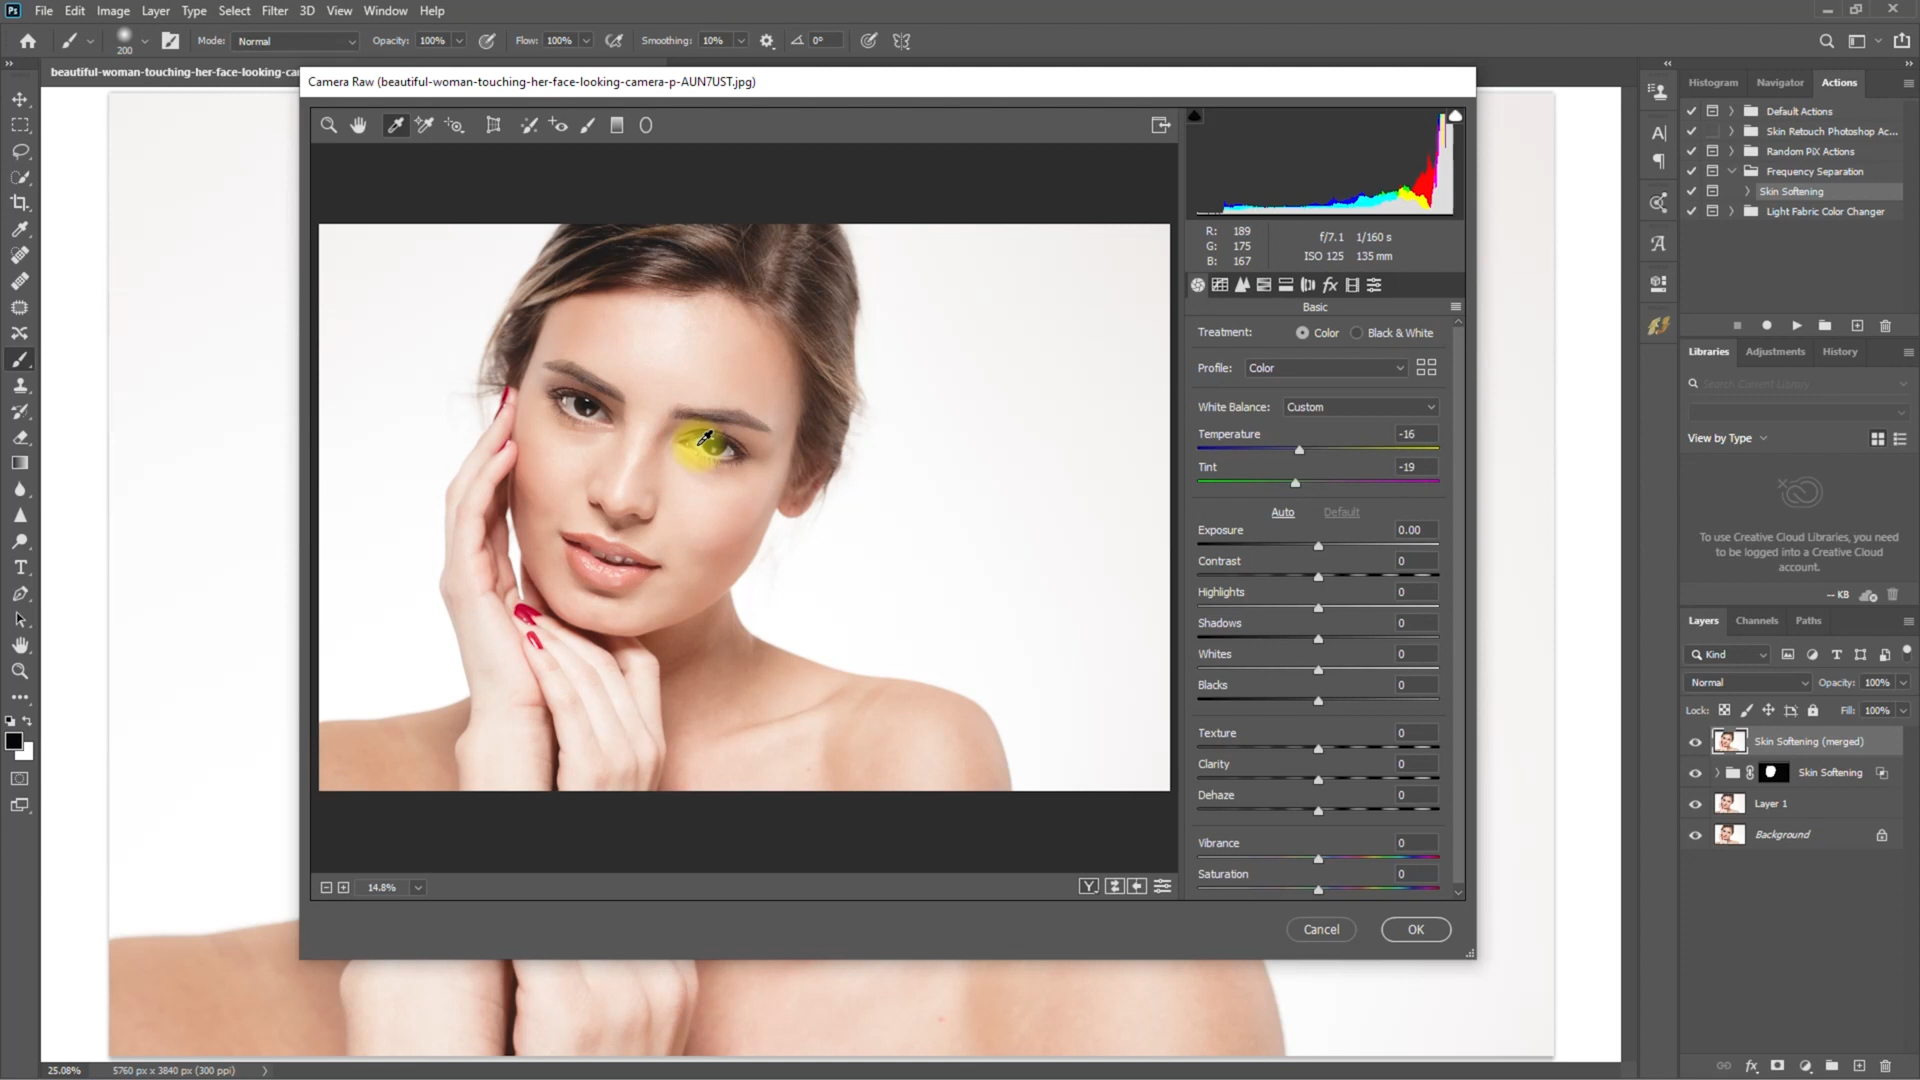 Ps File Edit Image Layer Type Select Filter 3D View Window Help
200 Mode: Normal Opacity: 100% Flow: 100% Smoothing: 10% 0°
beautiful-woman-touching-her-face-looking-ca
Camera Raw (beautiful-woman-touching-her-face-looking-camera-p-AUN7UST.jpg)
R: 189
G: 175
B: 167
f/7.1 1/160 s
ISO 125 135 mm
fx
Basic
Treatment: Color Black & White
Profile: Color
White Balance: Custom
Temperature -16
Tint -19
Auto Default
Exposure 0.00
Contrast 0
Highlights 0
Shadows 0
Whites 0
Blacks 0
Texture 0
Clarity 0
Dehaze 0
Vibrance 0
Saturation 0
14.8%
Y
Cancel OK
Histogram Navigator Actions
Default Actions
Skin Retouch Photoshop Ac...
Random PiX Actions
Frequency Separation
Skin Softening
Light Fabric Color Changer
Libraries Adjustments History
Search Current Library
View by Type
To use Creative Cloud Libraries, you need
to be logged into a Creative Cloud
account.
-- KB
Layers Channels Paths
Kind
Normal Opacity: 100%
Lock: Fill: 100%
Skin Softening (merged)
Skin Softening
Layer 1
Background
fx
25.08% 5760 px x 3840 px (300 ppi)